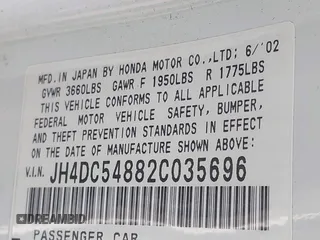 MFD.IN JAPAN BY HONDA MOTOR CO.,LTD; 6/'02
GVWR 3660LBS GAWR F 1950LBS R 1775LBS
THIS VEHICLE CONFORMS TO ALL APPLICABLE
FEDERAL MOTOR VEHICLE SAFETY, BUMPER,
AND THEFT PREVENTION STANDARDS IN EFFECT
ON THE DATE OF MANUFACTURE SHOWN ABOVE:
V.I.N. JH4DC54882C035696
DREAMBID
PASSENGER CAR